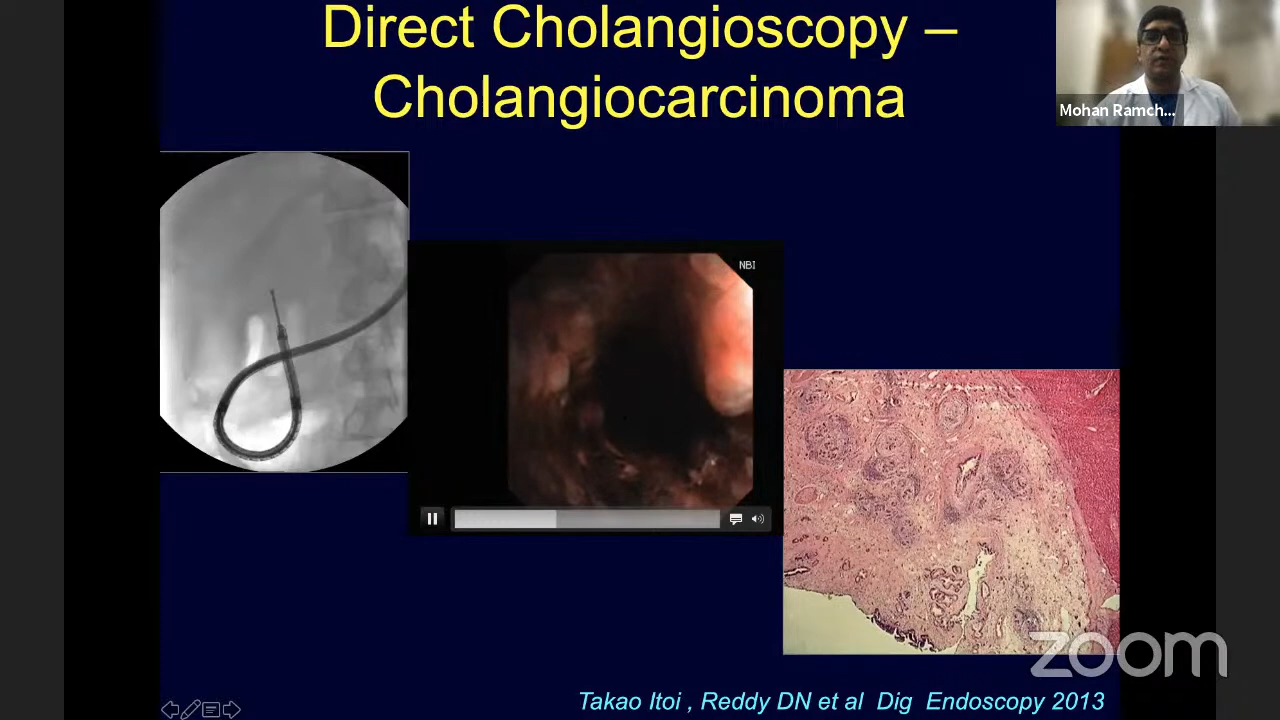 Direct Cholangioscopy –
Cholangiocarcinoma
Mohan Ramch...
NBI
zoom
Takao Itoi , Reddy DN et al Dig Endoscopy 2013